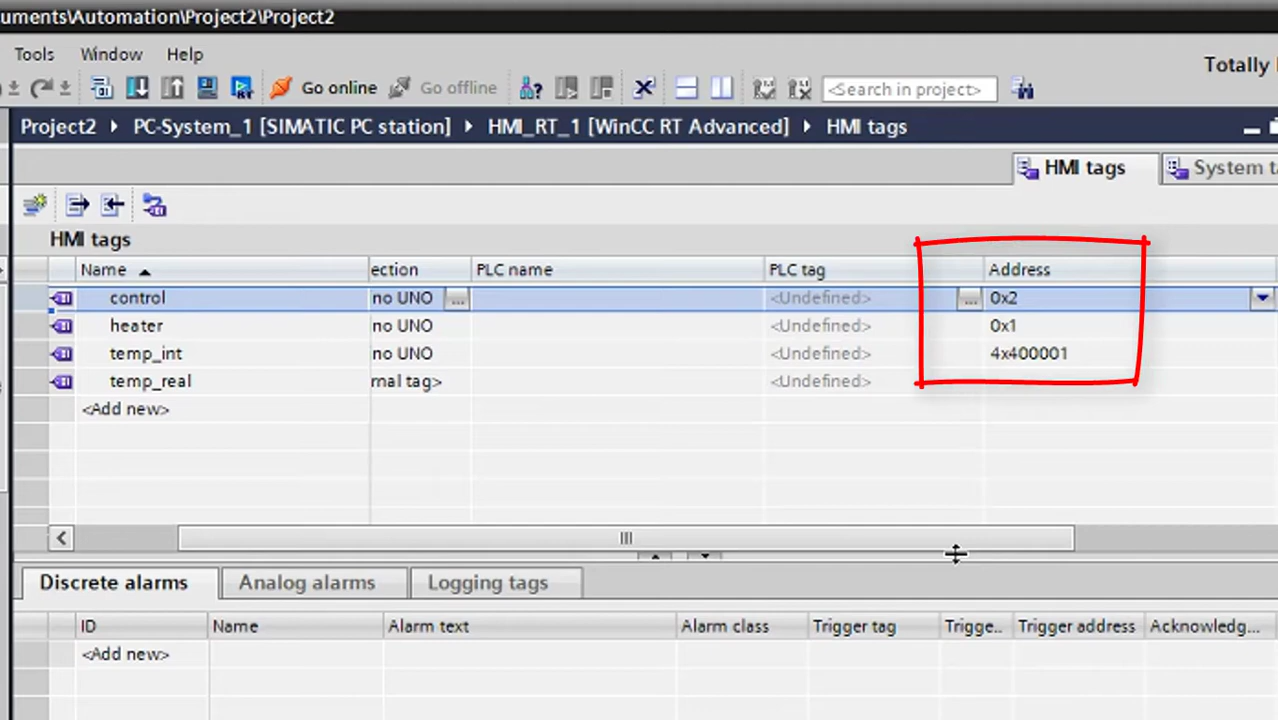 uments\Automation\Project2\Project2
Tools Window Help
Totally
Go online Go offline <Search in project>
Project2 PC-System_1 [SIMATIC PC station] HMI_RT_1 [WinCC RT Advanced] HMI tags
HMI tags System ta
HMI tags
Name ection PLC name PLC tag Address
control no UNO ... <Undefined> ... 0x2
heater no UNO <Undefined> 0x1
temp_int no UNO <Undefined> 4x400001
temp_real rnal tag> <Undefined>
<Add new>
Discrete alarms Analog alarms Logging tags
ID Name Alarm text Alarm class Trigger tag Trigge.. Trigger address Acknowledg...
<Add new>